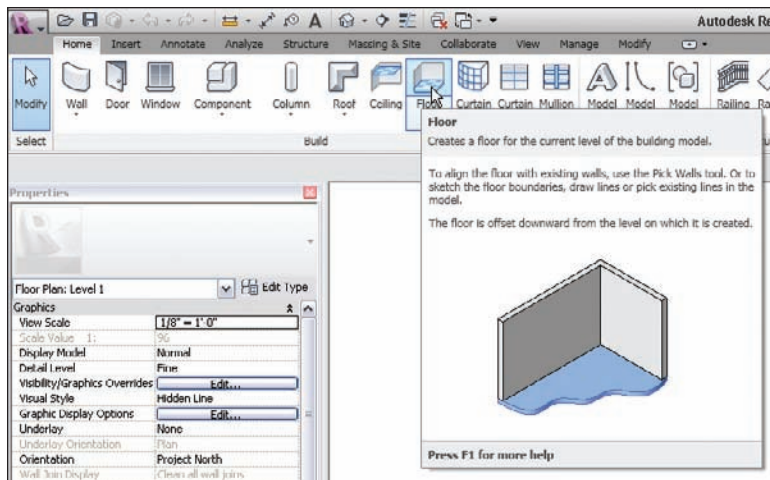 Autodesk Re
Home Insert Annotate Analyze Structure Massing & Site Collaborate View Manage Modify
Modify Wall Door Window Component Column Roof Ceiling Floor Curtain Curtain Mullion Model Model Model Railing Ra
Select Build
Floor
Creates a floor for the current level of the building model.
To align the floor with existing walls, use the Pick Walls tool. Or to
sketch the floor boundaries, draw lines or pick existing lines in the
model.
The floor is offset downward from the level on which it is created.
Press F1 for more help
Properties
Floor Plan: Level 1 Edit Type
Graphics
View Scale 1/8" = 1'-0"
Scale Value 1: 96
Display Model Normal
Detail Level Fine
Visibility/Graphics Overrides Edit...
Visual Style Hidden Line
Graphic Display Options Edit...
Underlay None
Underlay Orientation Plan
Orientation Project North
Wall Join Display Clean all wall joins